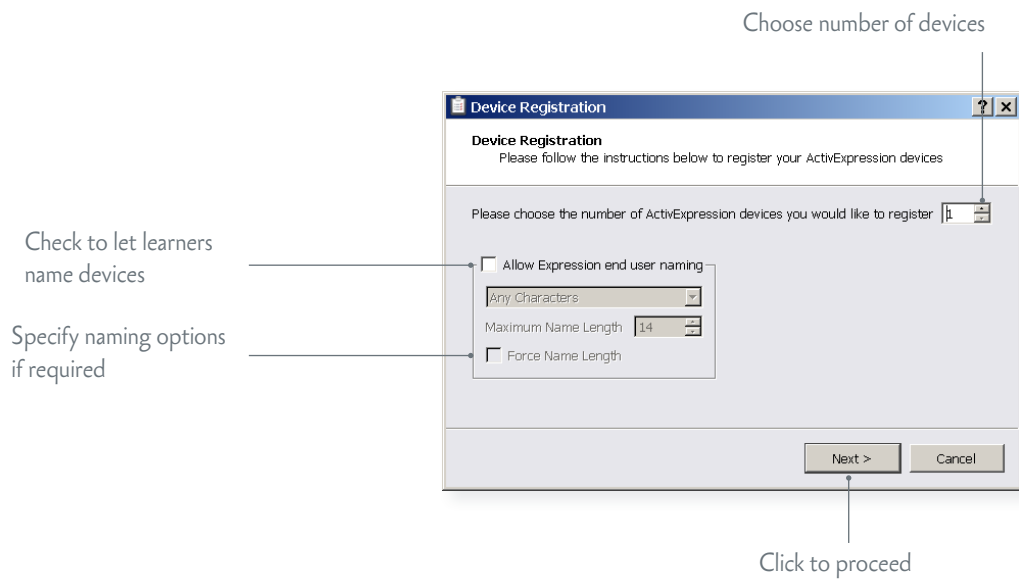 Choose number of devices
Device Registration
Device Registration
Please follow the instructions below to register your ActivExpression devices
Please choose the number of ActivExpression devices you would like to register 1
Check to let learners
name devices
Allow Expression end user naming
Any Characters
Maximum Name Length 14
Specify naming options
if required
Force Name Length
Next > Cancel
Click to proceed